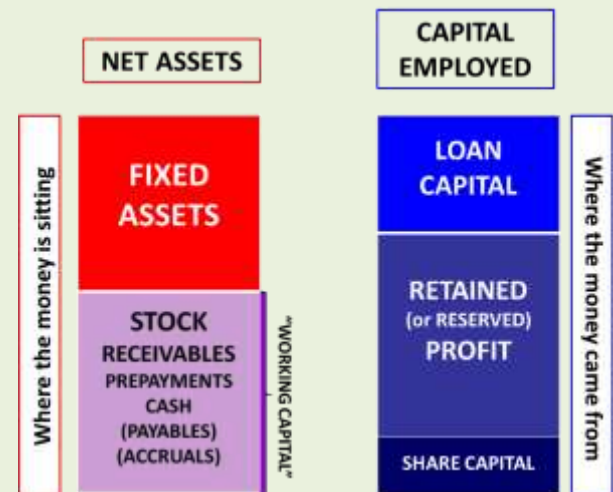 NET ASSETS
CAPITAL
EMPLOYED
Where the money is sitting
FIXED
ASSETS
STOCK
RECEIVABLES
PREPAYMENTS
CASH
(PAYABLES)
(ACCRUALS)
"WORKING CAPITAL"
LOAN
CAPITAL
RETAINED
(or RESERVED)
PROFIT
SHARE CAPITAL
Where the money came from